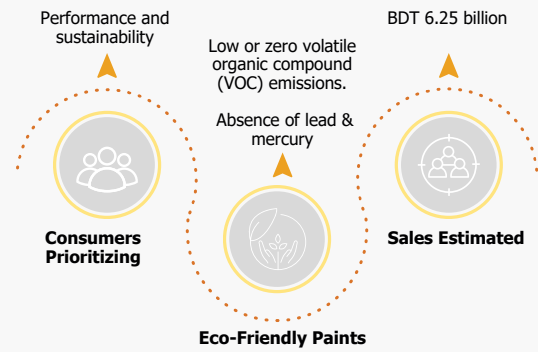 Performance and
sustainability
Consumers
Prioritizing
Low or zero volatile
organic compound
(VOC) emissions.
Absence of lead &
mercury
Eco-Friendly Paints
BDT 6.25 billion
Sales Estimated